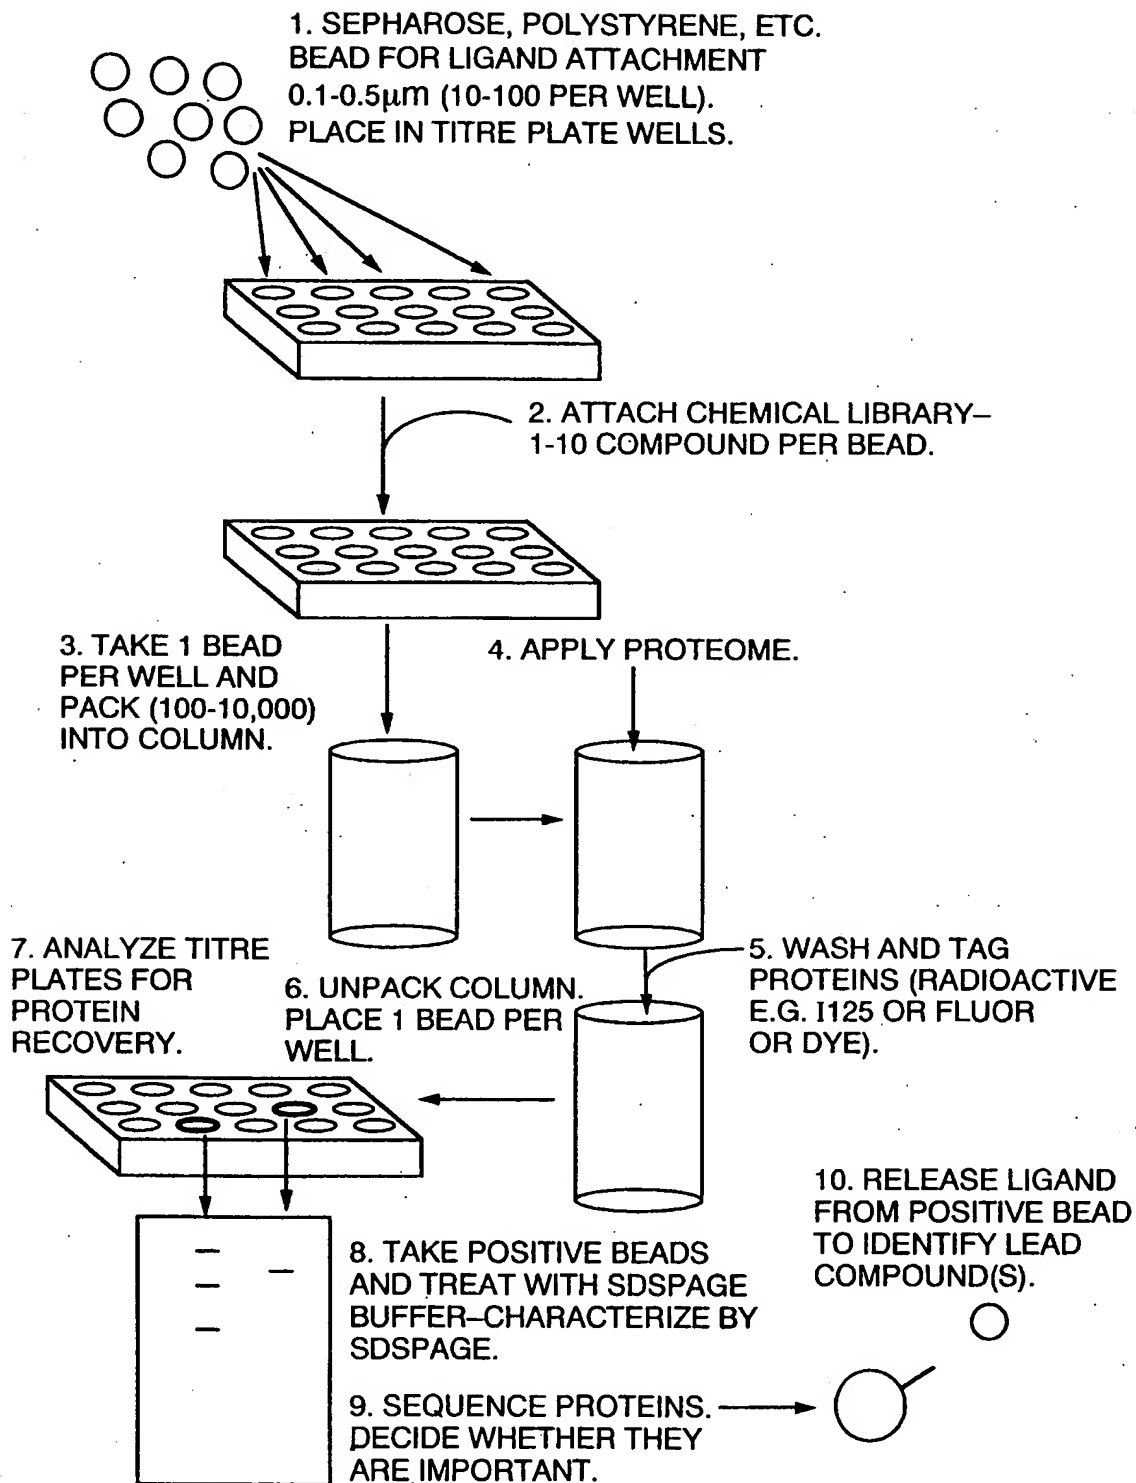 1. SEPHAROSE, POLYSTYRENE, ETC.
BEAD FOR LIGAND ATTACHMENT
0.1-0.5µm (10-100 PER WELL).
PLACE IN TITRE PLATE WELLS.
2. ATTACH CHEMICAL LIBRARY–
1-10 COMPOUND PER BEAD.
3. TAKE 1 BEAD
PER WELL AND
PACK (100-10,000)
INTO COLUMN.
4. APPLY PROTEOME.
5. WASH AND TAG
PROTEINS (RADIOACTIVE
E.G. I125 OR FLUOR
OR DYE).
6. UNPACK COLUMN.
PLACE 1 BEAD PER
WELL.
7. ANALYZE TITRE
PLATES FOR
PROTEIN
RECOVERY.
8. TAKE POSITIVE BEADS
AND TREAT WITH SDSPAGE
BUFFER–CHARACTERIZE BY
SDSPAGE.
9. SEQUENCE PROTEINS.
DECIDE WHETHER THEY
ARE IMPORTANT.
10. RELEASE LIGAND
FROM POSITIVE BEAD
TO IDENTIFY LEAD
COMPOUND(S).